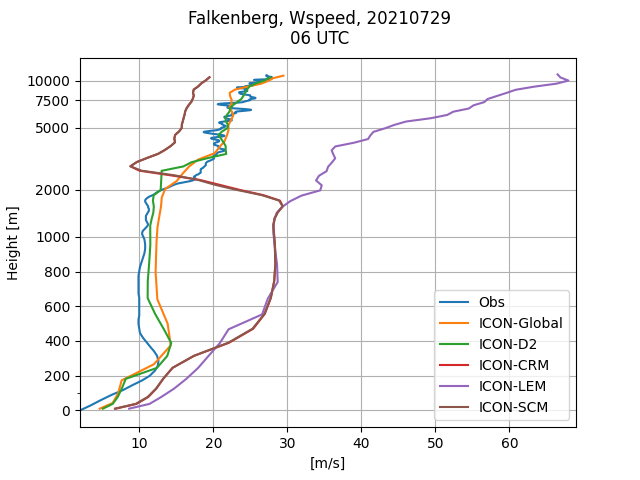 Falkenberg, Wspeed, 20210729
06 UTC
10000
7500
5000
2000
1000
800
600
400
200
0
Height [m]
10
20
30
40
50
60
[m/s]
Obs
ICON-Global
ICON-D2
ICON-CRM
ICON-LEM
ICON-SCM